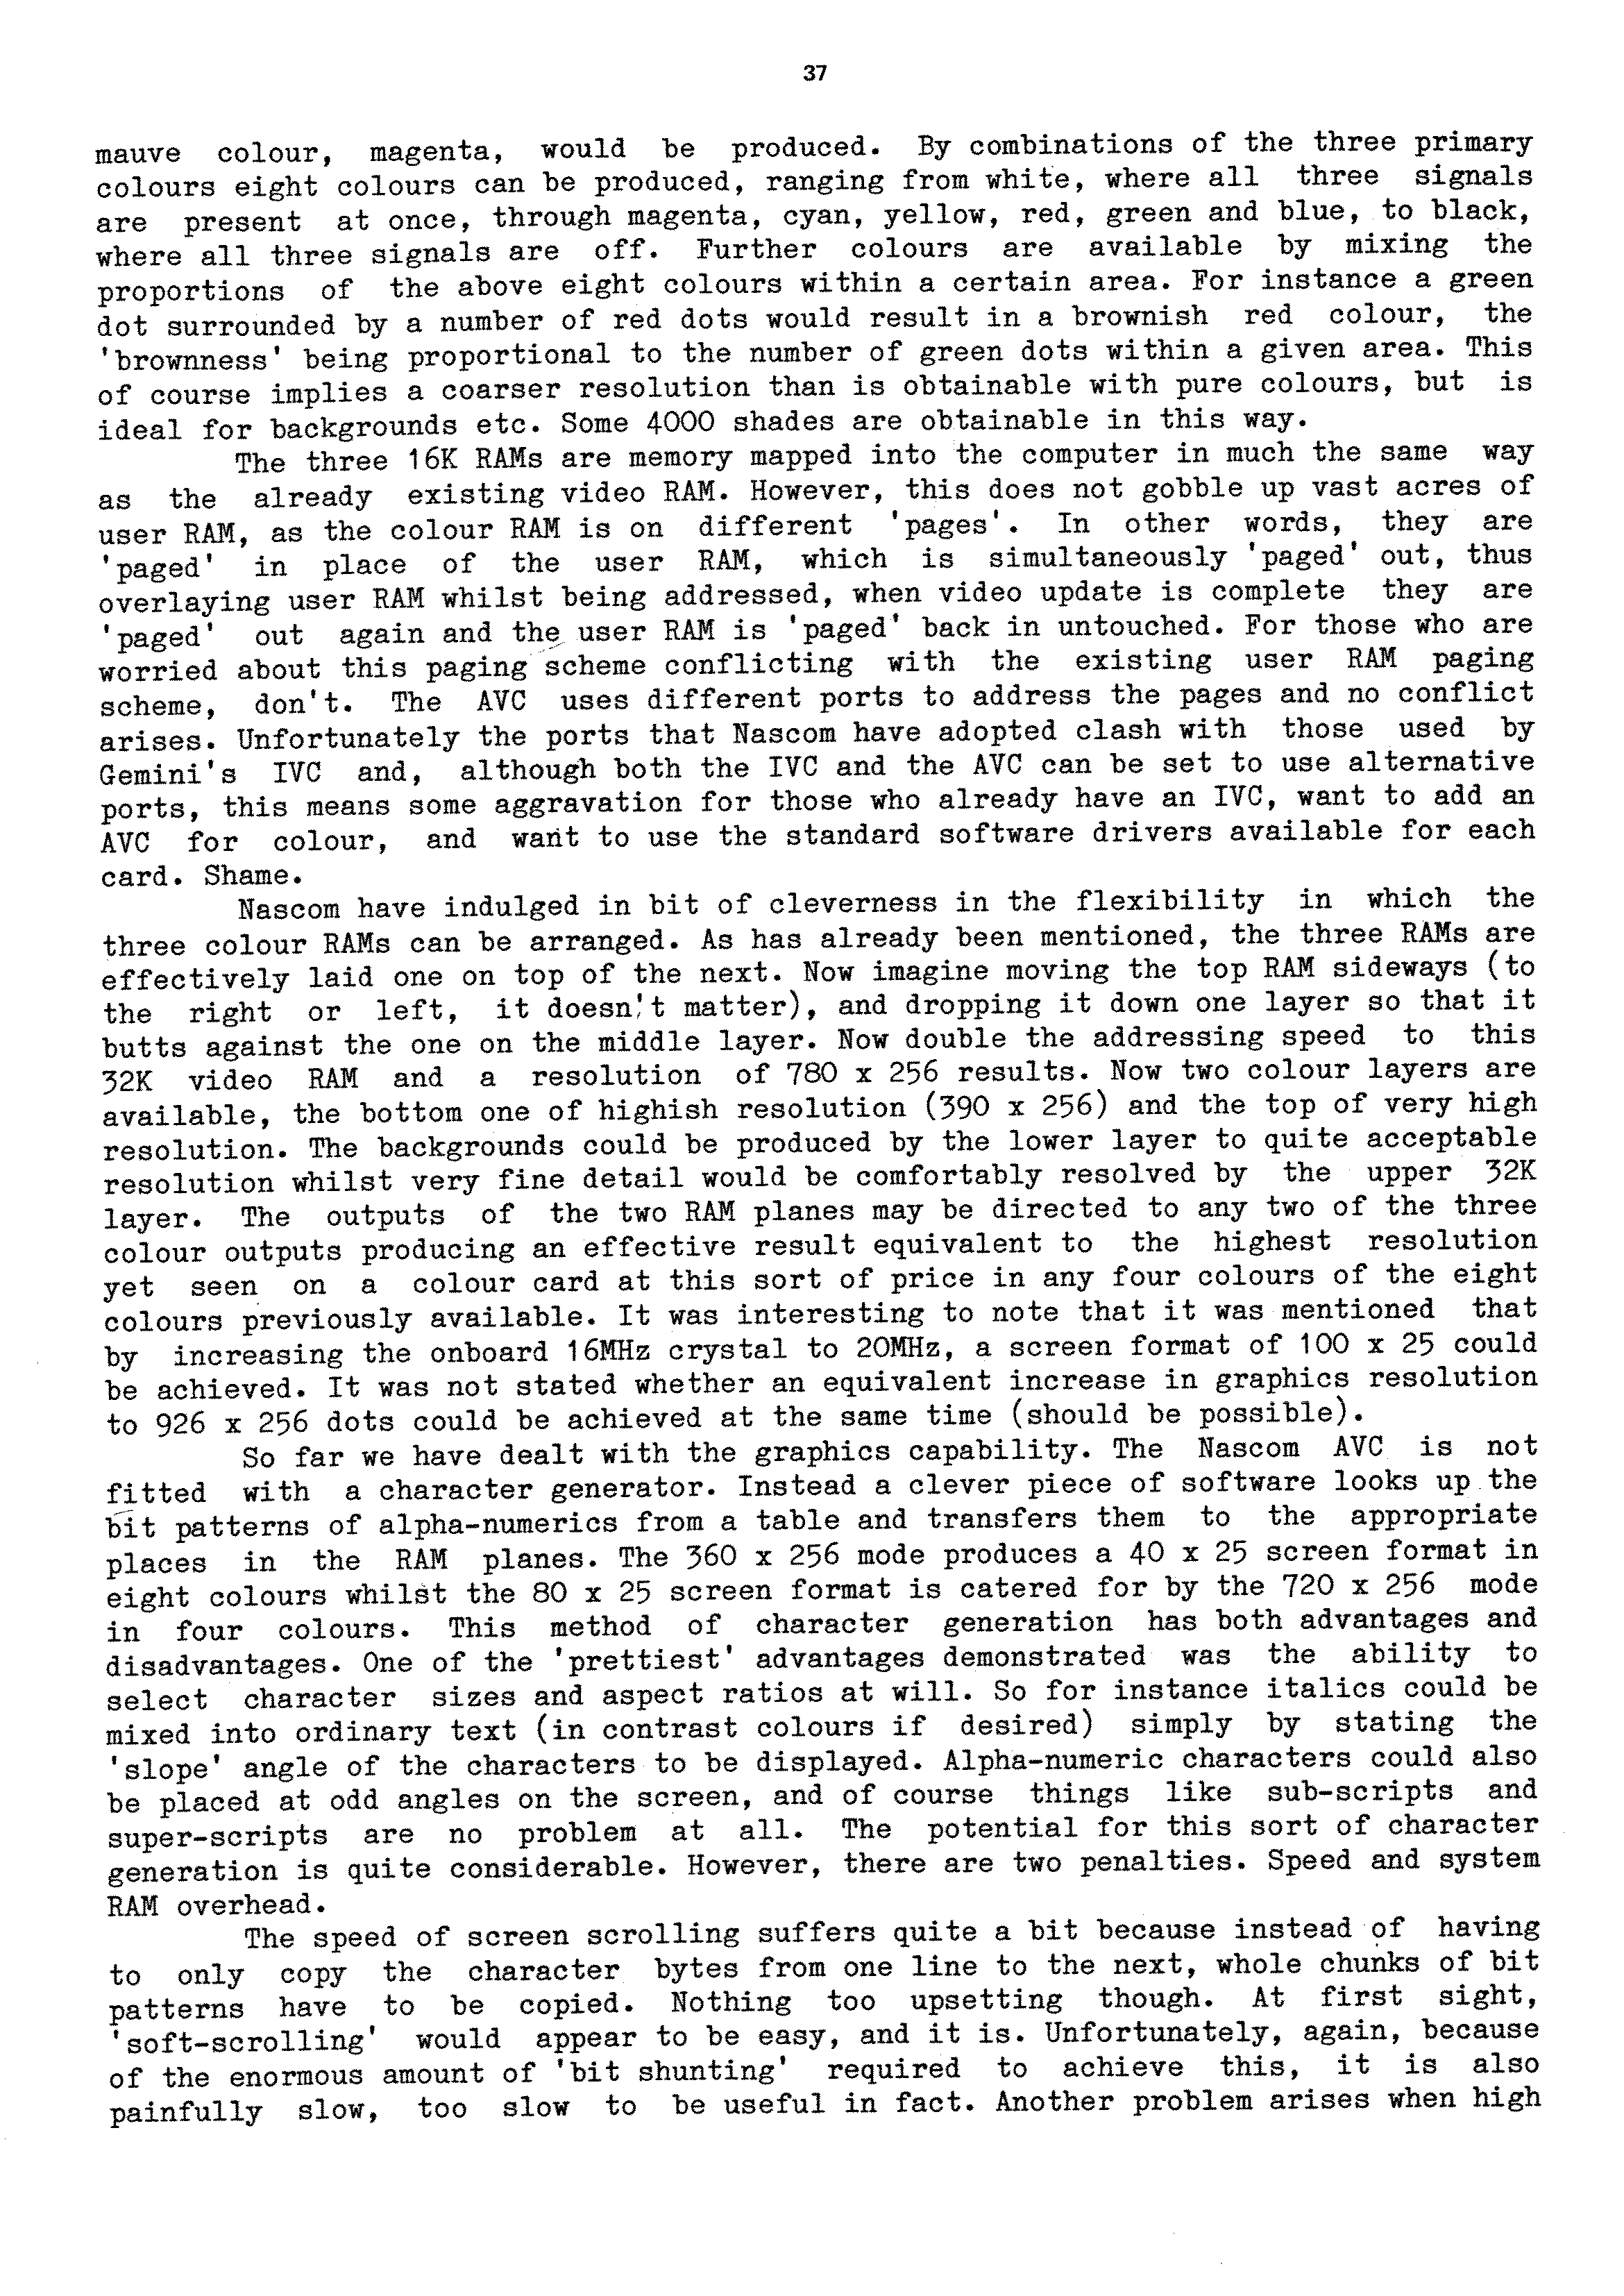 37
mauve colour, magenta, would be produced. By combinations of the three primary
colours eight colours can be produced, ranging from white, where all three signals
are present at once, through magenta, cyan, yellow, red, green and blue, to black,
where all three signals are off. Further colours are available by mixing the
proportions of the above eight colours within a certain area. For instance a green
dot surrounded by a number of red dots would result in a brownish red colour, the
'brownness' being proportional to the number of green dots within a given area. This
of course implies a coarser resolution than is obtainable with pure colours, but is
ideal for backgrounds etc. Some 4000 shades are obtainable in this way.
The three 16K RAMs are memory mapped into the computer in much the same way
as the already existing video RAM. However, this does not gobble up vast acres of
user RAM, as the colour RAM is on different 'pages'. In other words, they are
'paged' in place of the user RAM, which is simultaneously 'paged' out, thus
overlaying user RAM whilst being addressed, when video update is complete they are
'paged' out again and the user RAM is 'paged' back in untouched. For those who are
worried about this paging scheme conflicting with the existing user RAM paging
scheme, don't. The AVC uses different ports to address the pages and no conflict
arises. Unfortunately the ports that Nascom have adopted clash with those used by
Gemini's IVC and, although both the IVC and the AVC can be set to use alternative
ports, this means some aggravation for those who already have an IVC, want to add an
AVC for colour, and want to use the standard software drivers available for each
card. Shame.
Nascom have indulged in bit of cleverness in the flexibility in which the
three colour RAMs can be arranged. As has already been mentioned, the three RAMs are
effectively laid one on top of the next. Now imagine moving the top RAM sideways (to
the right or left, it doesn't matter), and dropping it down one layer so that it
butts against the one on the middle layer. Now double the addressing speed to this
32K video RAM and a resolution of 780 x 256 results. Now two colour layers are
available, the bottom one of highish resolution (390 x 256) and the top of very high
resolution. The backgrounds could be produced by the lower layer to quite acceptable
resolution whilst very fine detail would be comfortably resolved by the upper 32K
layer. The outputs of the two RAM planes may be directed to any two of the three
colour outputs producing an effective result equivalent to the highest resolution
yet seen on a colour card at this sort of price in any four colours of the eight
colours previously available. It was interesting to note that it was mentioned that
by increasing the onboard 16MHz crystal to 20MHz, a screen format of 100 x 25 could
be achieved. It was not stated whether an equivalent increase in graphics resolution
to 926 x 256 dots could be achieved at the same time (should be possible).
So far we have dealt with the graphics capability. The Nascom AVC is not
fitted with a character generator. Instead a clever piece of software looks up the
bit patterns of alpha-numerics from a table and transfers them to the appropriate
places in the RAM planes. The 360 x 256 mode produces a 40 x 25 screen format in
eight colours whilst the 80 x 25 screen format is catered for by the 720 x 256 mode
in four colours. This method of character generation has both advantages and
disadvantages. One of the 'prettiest' advantages demonstrated was the ability to
select character sizes and aspect ratios at will. So for instance italics could be
mixed into ordinary text (in contrast colours if desired) simply by stating the
'slope' angle of the characters to be displayed. Alpha-numeric characters could also
be placed at odd angles on the screen, and of course things like sub-scripts and
super-scripts are no problem at all. The potential for this sort of character
generation is quite considerable. However, there are two penalties. Speed and system
RAM overhead.
The speed of screen scrolling suffers quite a bit because instead of having
to only copy the character bytes from one line to the next, whole chunks of bit
patterns have to be copied. Nothing too upsetting though. At first sight,
'soft-scrolling' would appear to be easy, and it is. Unfortunately, again, because
of the enormous amount of 'bit shunting' required to achieve this, it is also
painfully slow, too slow to be useful in fact. Another problem arises when high